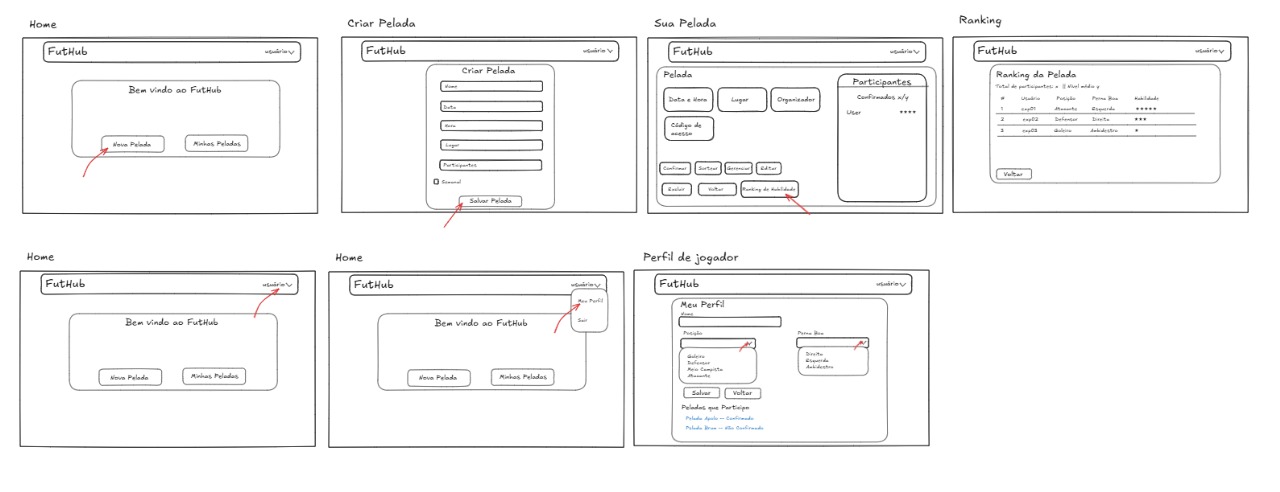 Home
FutHub
usuário
Bem vindo ao FutHub
Nova Pelada
Minhas Peladas
Criar Pelada
FutHub
usuário
Criar Pelada
Nome
Data
Hora
Lugar
Participantes
Semanal
Salvar Pelada
Sua Pelada
FutHub
usuário
Pelada
Data e Hora
Lugar
Organizador
Código de
acesso
Participantes
Confirmados x/y
User ****
Confirmar
Sortear
Gerenciar
Editar
Excluir
Voltar
Ranking de Habilidade
Ranking
FutHub
usuário
Ranking da Pelada
Total de participantes: x || Nível médio y
# Usuário Posição Perna Boa Habilidade
1 exp01 Atacante Esquerda *****
2 exp02 Defensor Direita ***
3 exp03 Goleiro Ambidestro *
Voltar
Home
FutHub
usuário
Bem vindo ao FutHub
Nova Pelada
Minhas Peladas
Home
FutHub
usuário
Meu Perfil
Sair
Bem vindo ao FutHub
Nova Pelada
Minhas Peladas
Perfil de jogador
FutHub
usuário
Meu Perfil
Nome
Posição
Perna Boa
Goleiro
Defensor
Meio Campista
Atacante
Direita
Esquerda
Ambidestro
Salvar
Voltar
Peladas que Participo
Pelada Apolo — Confirmado
Pelada Bruno — Não Confirmado